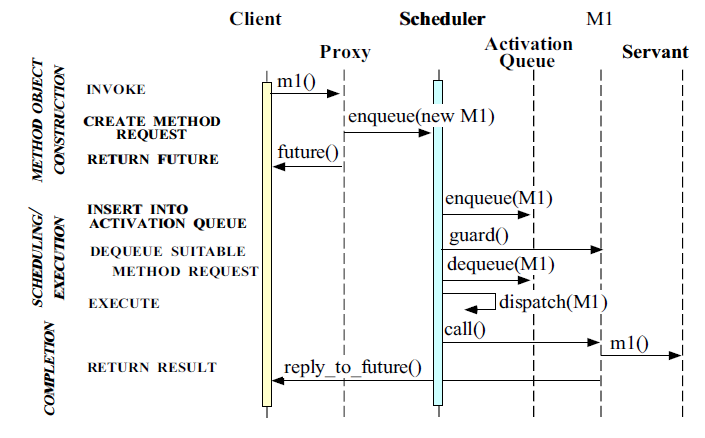 Client
Scheduler
M1
Proxy
Activation
Queue
Servant
METHOD OBJECT
CONSTRUCTION
INVOKE
m1()
CREATE METHOD
REQUEST
enqueue(new M1)
RETURN FUTURE
future()
SCHEDULING/
EXECUTION
INSERT INTO
ACTIVATION QUEUE
enqueue(M1)
guard()
DEQUEUE SUITABLE
METHOD REQUEST
dequeue(M1)
EXECUTE
dispatch(M1)
COMPLETION
call()
m1()
RETURN RESULT
reply_to_future()